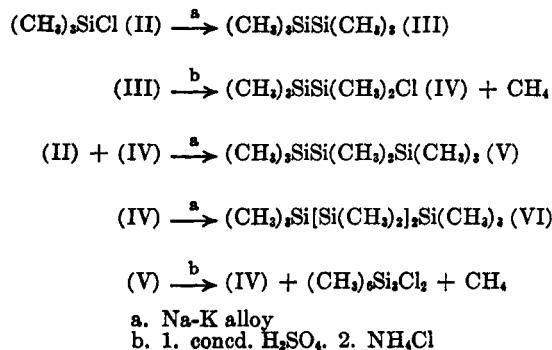 (CH₃)₃SiCl (II) —a→ (CH₃)₃SiSi(CH₃)₃ (III)
(III) —b→ (CH₃)₃SiSi(CH₃)₂Cl (IV) + CH₄
(II) + (IV) —a→ (CH₃)₃SiSi(CH₃)₂Si(CH₃)₃ (V)
(IV) —a→ (CH₃)₃Si[Si(CH₃)₂]₂Si(CH₃)₃ (VI)
(V) —b→ (IV) + (CH₃)₆Si₃Cl₂ + CH₄
a. Na-K alloy
b. 1. concd. H₂SO₄. 2. NH₄Cl